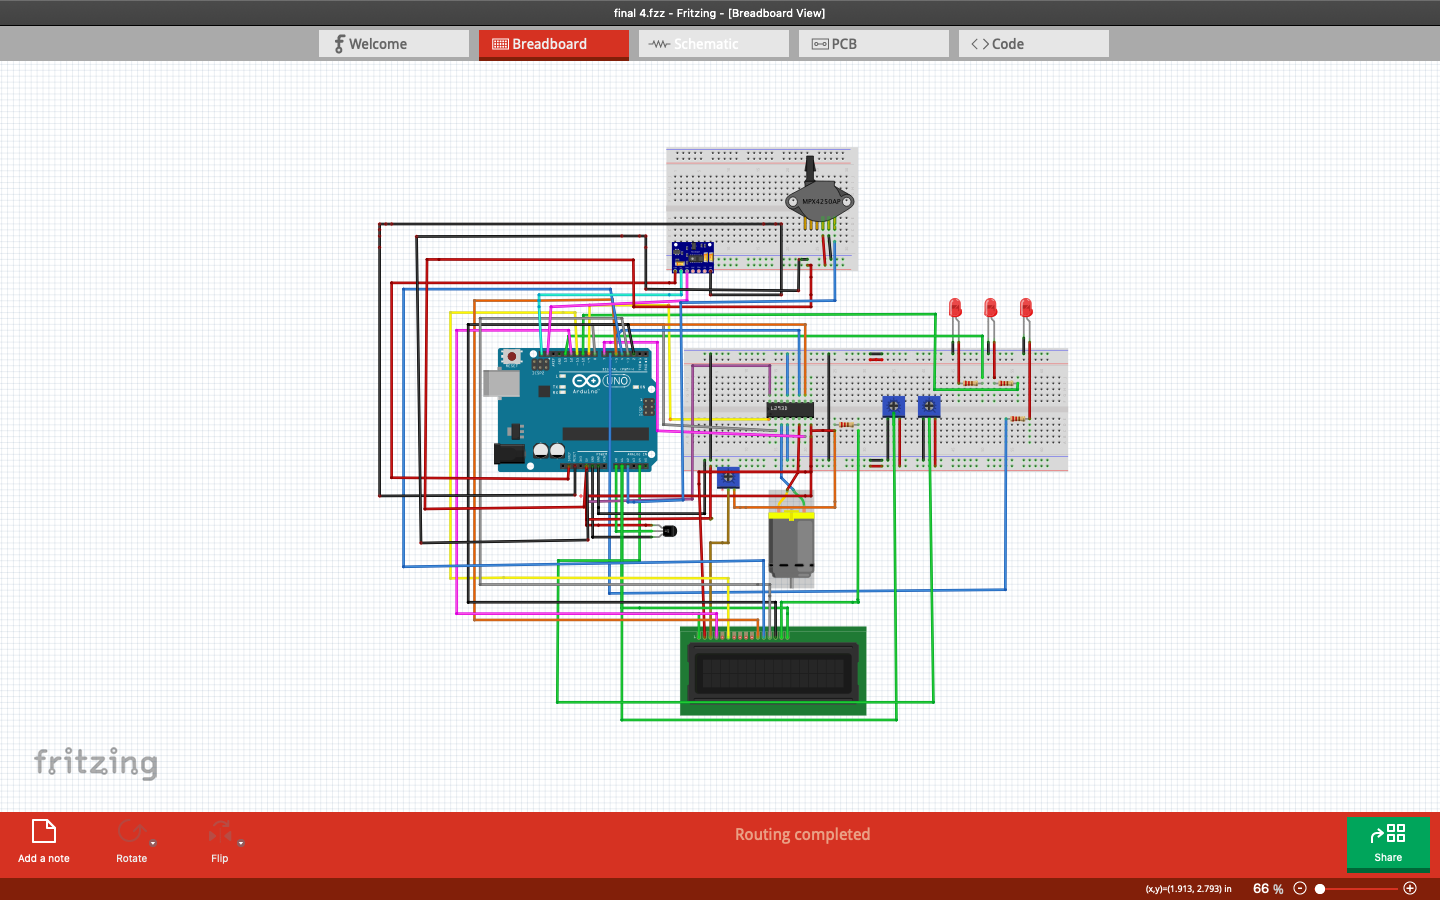 final 4.fzz - Fritzing - [Breadboard View]
Welcome
Breadboard
Schematic
PCB
Code
MPX4250AP
UNO
Arduino
L293D
fritzing
Routing completed
Add a note
Rotate
Flip
Share
(x,y)=(1.913, 2.793) in
66 %